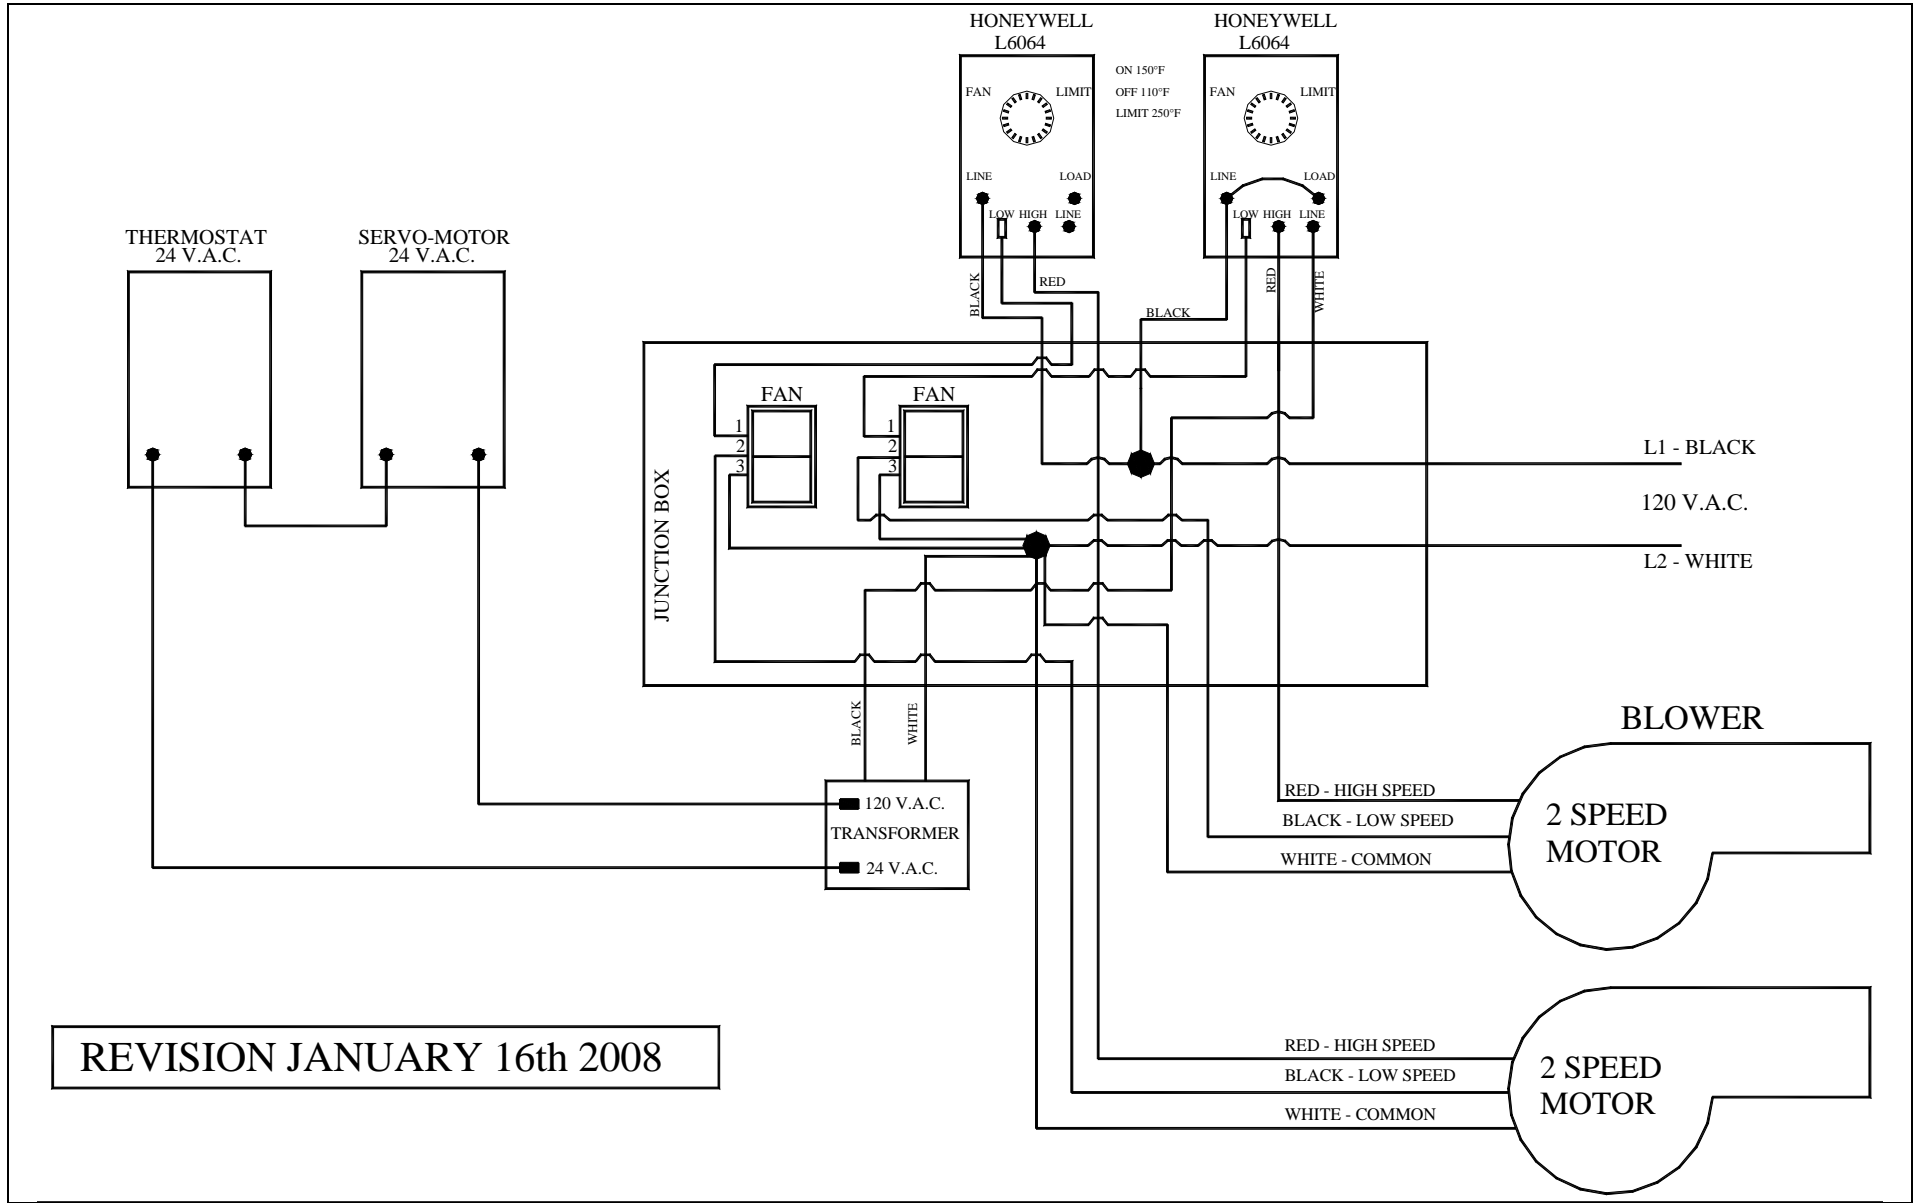 HONEYWELL
L6064
HONEYWELL
L6064
ON 150°F
OFF 110°F
LIMIT 250°F
FAN
LIMIT
LINE
LOAD
LOW
HIGH
LINE
FAN
LIMIT
LINE
LOAD
LOW
HIGH
LINE
THERMOSTAT
24 V.A.C.
SERVO-MOTOR
24 V.A.C.
BLACK
RED
BLACK
RED
WHITE
JUNCTION BOX
FAN
1
2
3
FAN
1
2
3
L1 - BLACK
120 V.A.C.
L2 - WHITE
BLACK
WHITE
120 V.A.C.
TRANSFORMER
24 V.A.C.
BLOWER
RED - HIGH SPEED
BLACK - LOW SPEED
WHITE - COMMON
2 SPEED
MOTOR
RED - HIGH SPEED
BLACK - LOW SPEED
WHITE - COMMON
2 SPEED
MOTOR
REVISION JANUARY 16th 2008